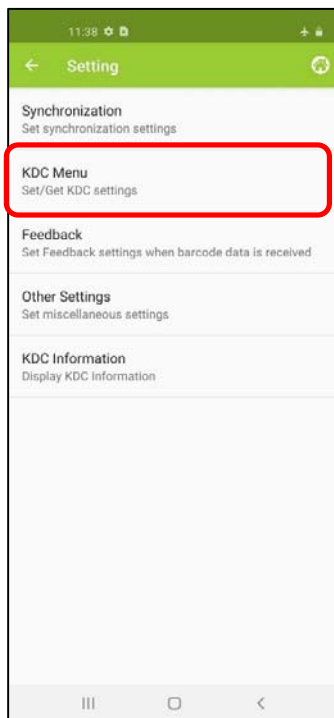 11:38
Setting
Synchronization
Set synchronization settings
KDC Menu
Set/Get KDC settings
Feedback
Set Feedback settings when barcode data is received
Other Settings
Set miscellaneous settings
KDC Information
Display KDC Information